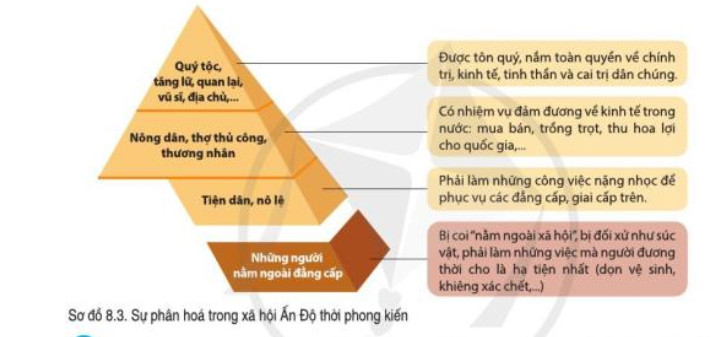 Quý tộc,
tăng lữ, quan lại,
vũ sĩ, địa chủ,...
Được tôn quý, nắm toàn quyền về chính
trị, kinh tế, tinh thần và cai trị dân chúng.
Nông dân, thợ thủ công,
thương nhân
Có nhiệm vụ đảm đương về kinh tế trong
nước: mua bán, trồng trọt, thu hoa lợi
cho quốc gia,...
Tiện dân, nô lệ
Phải làm những công việc nặng nhọc để
phục vụ các đẳng cấp, giai cấp trên.
Những người
nằm ngoài đẳng cấp
Bị coi "nằm ngoài xã hội", bị đối xử như súc
vật, phải làm những việc mà người đương
thời cho là hạ tiện nhất (dọn vệ sinh,
khiêng xác chết,...)
Sơ đồ 8.3. Sự phân hoá trong xã hội Ấn Độ thời phong kiến